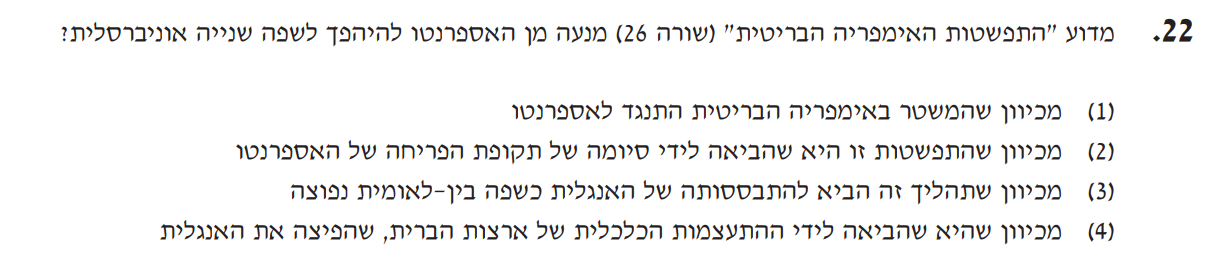 22. מדוע "התפשטות האימפריה הבריטית" (שורה 26) מנעה מן האספרנטו להיהפך לשפה שנייה אוניברסלית?
(1) מכיוון שהמשטר באימפריה הבריטית התנגד לאספרנטו
(2) מכיוון שהתפשטות זו היא שהביאה לידי סיומה של תקופת הפריחה של האספרנטו
(3) מכיוון שתהליך זה הביא להתבססותה של האנגלית כשפה בין-לאומית נפוצה
(4) מכיוון שהיא שהביאה לידי ההתעצמות הכלכלית של ארצות הברית, שהפיצה את האנגלית